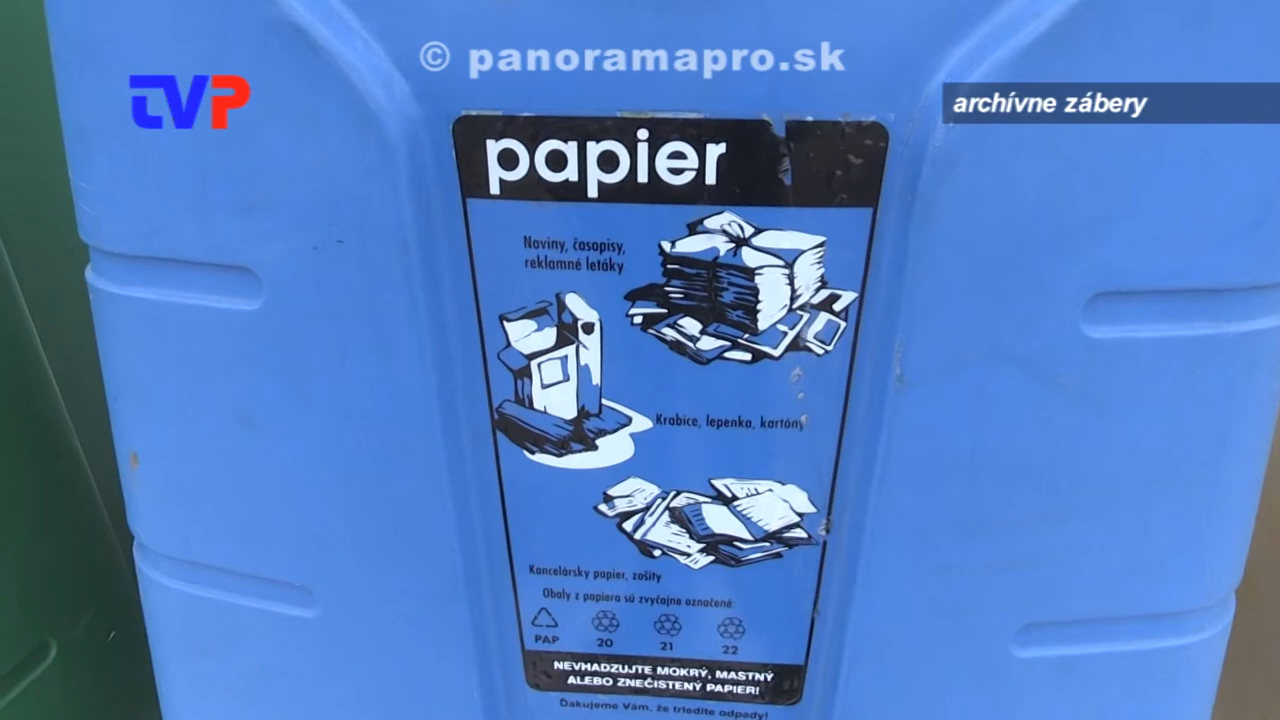 © panoramapro.sk
TVP
archívne zábery
papier
Noviny, časopisy,
reklamné letáky
Krabice, lepenka, kartóny
Kancelársky papier, zošity
Obaly z papiera sú zvyčajne označené:
PAP 20 21 22
NEVHADZUJTE MOKRÝ, MASTNÝ
ALEBO ZNEČISTENÝ PAPIER!
Ďakujeme Vám, že triedite odpady!